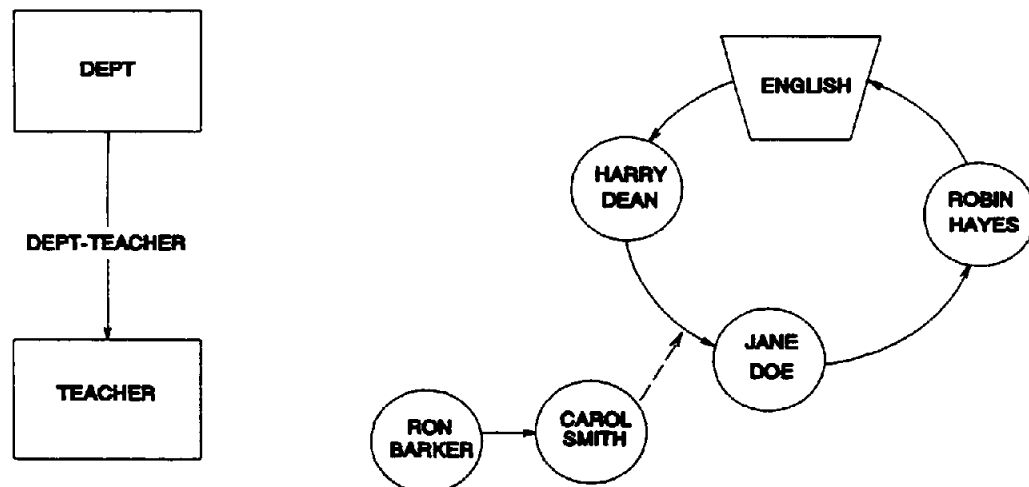 DEPT
DEPT-TEACHER
TEACHER
ENGLISH
HARRY
DEAN
ROBIN
HAYES
JANE
DOE
CAROL
SMITH
RON
BARKER